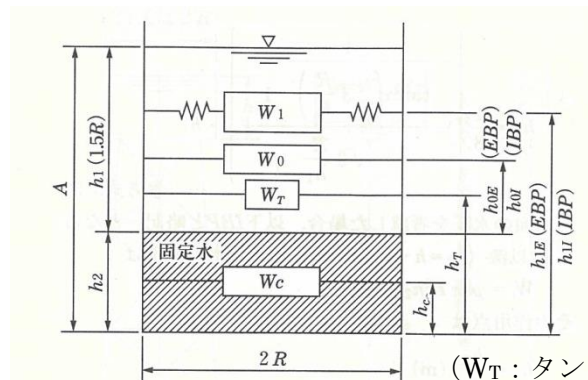 W1
W0
WT
固定水
WC
A
h1 (1.5R)
h2
hc
hT
h0E (EBP)
h0I (IBP)
h1E (EBP)
h1I (IBP)
2R
(WT：タン